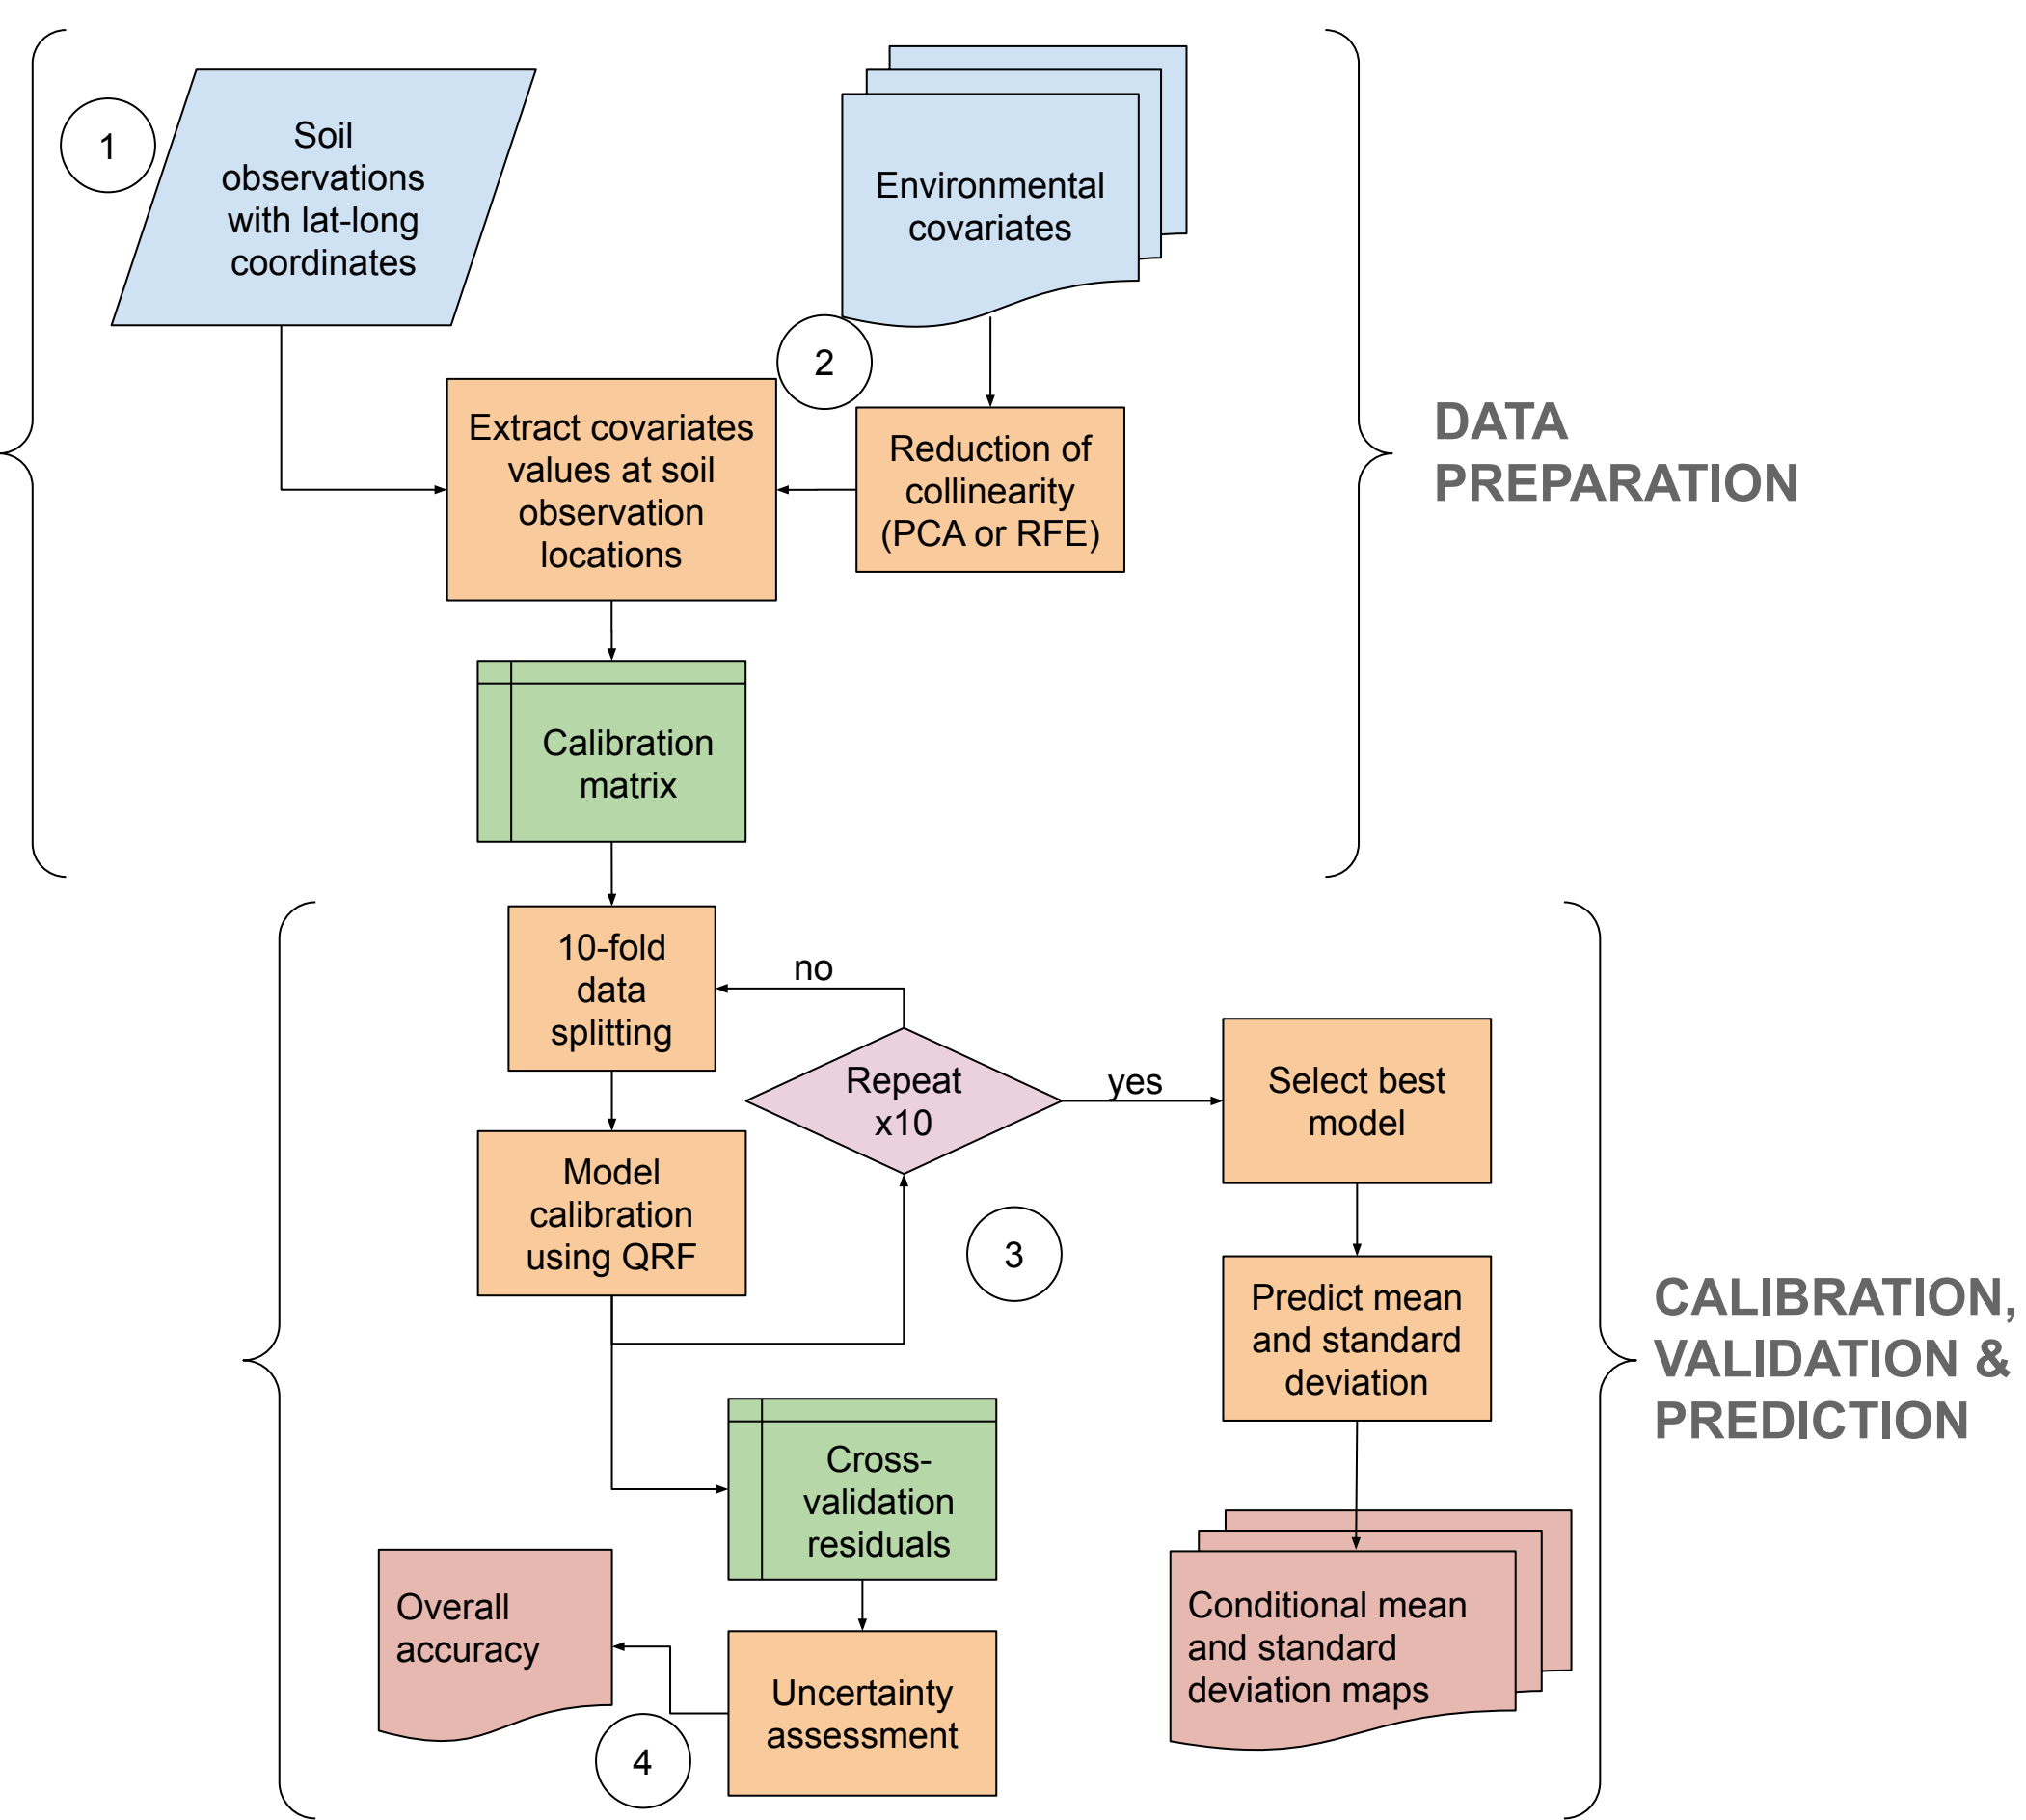 1
Soil
observations
with lat-long
coordinates
Environmental
covariates
2
Extract covariates
values at soil
observation
locations
Reduction of
collinearity
(PCA or RFE)
DATA
PREPARATION
Calibration
matrix
10-fold
data
splitting
no
Repeat
x10
yes
Select best
model
Model
calibration
using QRF
3
Predict mean
and standard
deviation
CALIBRATION,
VALIDATION &
PREDICTION
Cross-
validation
residuals
Overall
accuracy
Conditional mean
and standard
deviation maps
Uncertainty
assessment
4